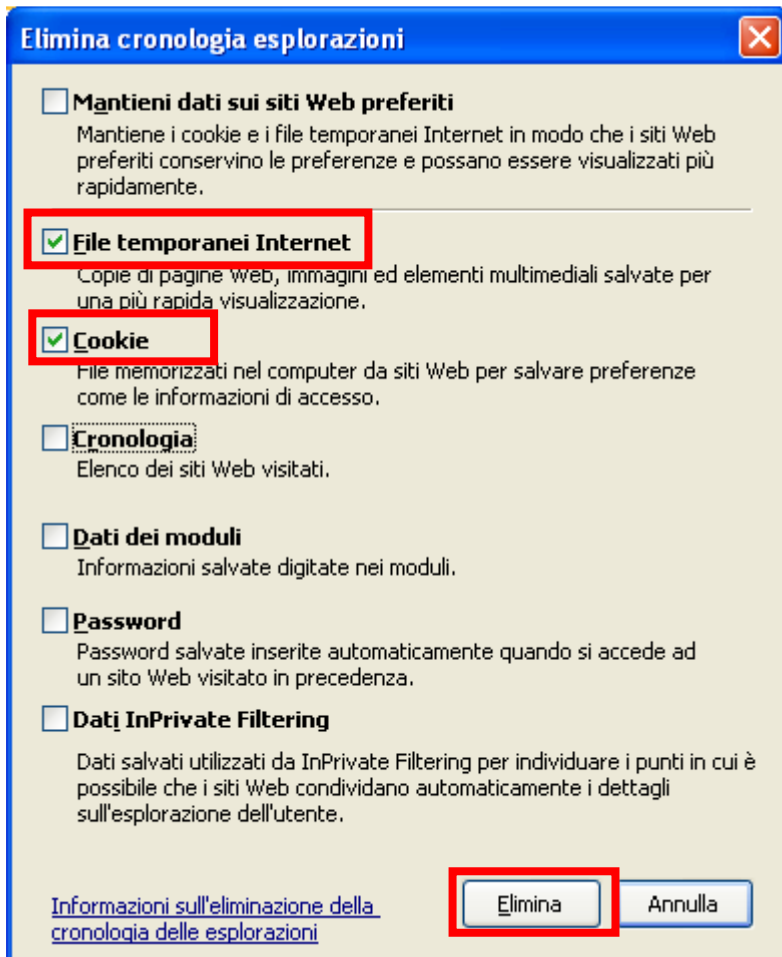 Elimina cronologia esplorazioni
Mantieni dati sui siti Web preferiti
Mantiene i cookie e i file temporanei Internet in modo che i siti Web
preferiti conservino le preferenze e possano essere visualizzati più
rapidamente.
File temporanei Internet
Copie di pagine Web, immagini ed elementi multimediali salvate per
una più rapida visualizzazione.
Cookie
File memorizzati nel computer da siti Web per salvare preferenze
come le informazioni di accesso.
Cronologia
Elenco dei siti Web visitati.
Dati dei moduli
Informazioni salvate digitate nei moduli.
Password
Password salvate inserite automaticamente quando si accede ad
un sito Web visitato in precedenza.
Dati InPrivate Filtering
Dati salvati utilizzati da InPrivate Filtering per individuare i punti in cui è
possibile che i siti Web condividano automaticamente i dettagli
sull'esplorazione dell'utente.
Informazioni sull'eliminazione della
cronologia delle esplorazioni
Elimina
Annulla